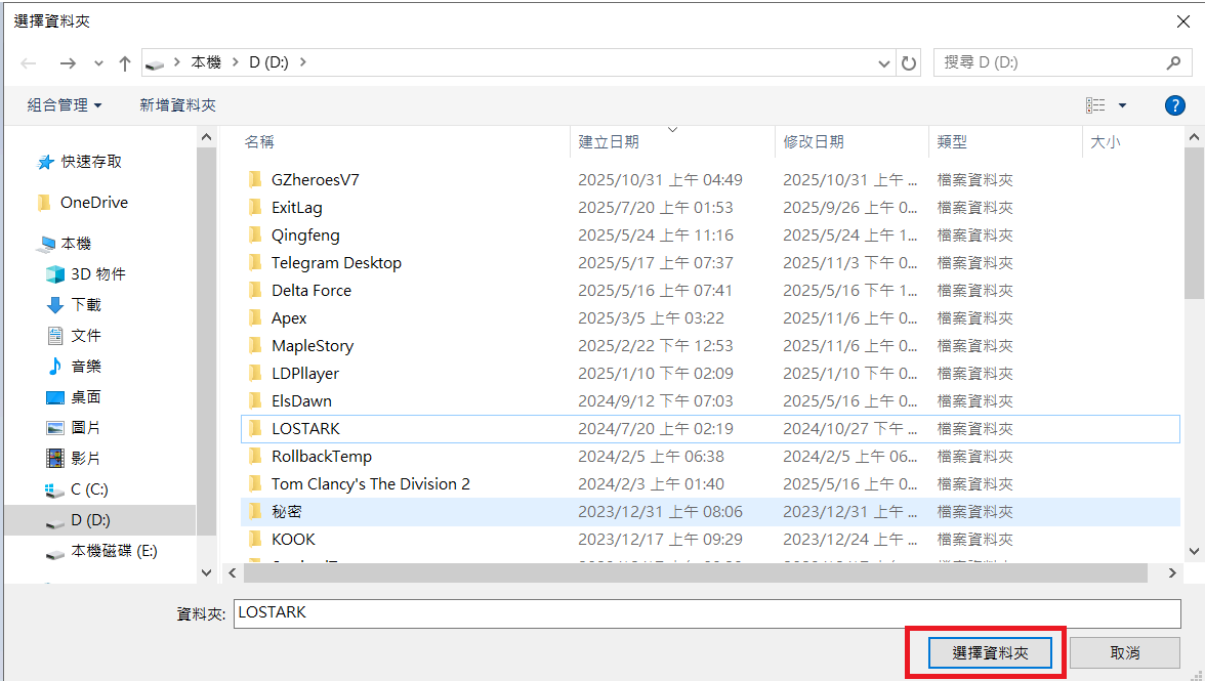 選擇資料夾
本機 D (D:)
搜尋 D (D:)
組合管理 新增資料夾
快速存取
OneDrive
本機
3D 物件
下載
文件
音樂
桌面
圖片
影片
C (C:)
D (D:)
本機磁碟 (E:)
名稱 建立日期 修改日期 類型 大小
GZheroesV7 2025/10/31 上午 04:49 2025/10/31 上午 ... 檔案資料夾
ExitLag 2025/7/20 上午 01:53 2025/9/26 上午 0... 檔案資料夾
Qingfeng 2025/5/24 上午 11:16 2025/5/24 上午 1... 檔案資料夾
Telegram Desktop 2025/5/17 上午 07:37 2025/11/3 下午 0... 檔案資料夾
Delta Force 2025/5/16 上午 07:41 2025/5/16 下午 1... 檔案資料夾
Apex 2025/3/5 上午 03:22 2025/11/6 上午 0... 檔案資料夾
MapleStory 2025/2/22 下午 12:53 2025/11/6 上午 0... 檔案資料夾
LDPllayer 2025/1/10 下午 02:09 2025/1/10 下午 0... 檔案資料夾
ElsDawn 2024/9/12 下午 07:03 2025/5/16 上午 0... 檔案資料夾
LOSTARK 2024/7/20 上午 02:19 2024/10/27 下午 ... 檔案資料夾
RollbackTemp 2024/2/5 上午 06:38 2024/2/5 上午 06... 檔案資料夾
Tom Clancy's The Division 2 2024/2/3 上午 01:40 2025/5/16 上午 0... 檔案資料夾
秘密 2023/12/31 上午 08:06 2023/12/31 上午 ... 檔案資料夾
KOOK 2023/12/17 上午 09:29 2023/12/24 上午 ... 檔案資料夾
資料夾: LOSTARK
選擇資料夾 取消